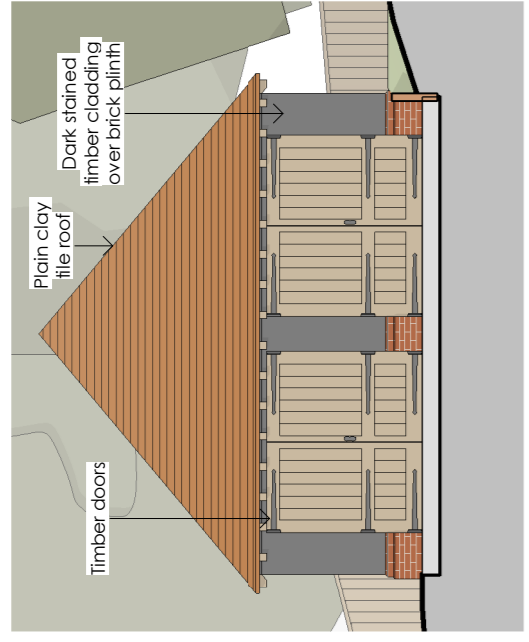 Timber doors
Plain clay
tile roof
Dark stained
timber cladding
over brick plinth